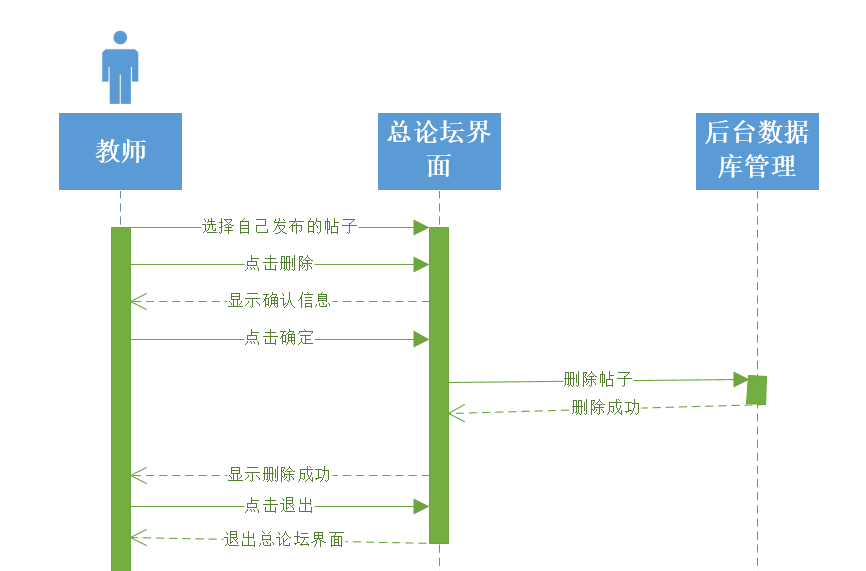 教师
总论坛界
面
后台数据
库管理
选择自己发布的帖子
点击删除
显示确认信息
点击确定
删除帖子
删除成功
显示删除成功
点击退出
退出总论坛界面